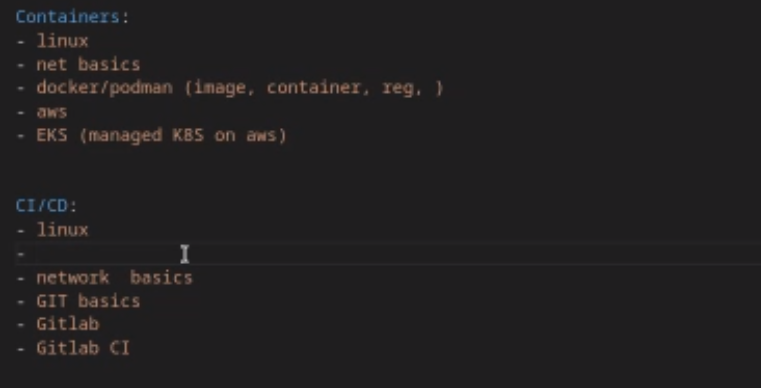 Containers:
- linux
- net basics
- docker/podman (image, container, reg, )
- aws
- EKS (managed K8S on aws)
CI/CD:
- linux
-
- network  basics
- GIT basics
- Gitlab
- Gitlab CI